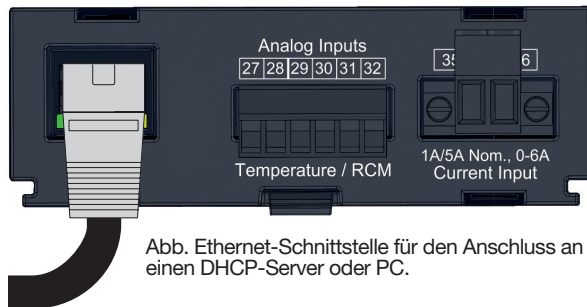 Analog Inputs
27 28 29 30 31 32
Temperature / RCM
35 6
1A/5A Nom., 0-6A
Current Input
Abb. Ethernet-Schnittstelle für den Anschluss an
einen DHCP-Server oder PC.